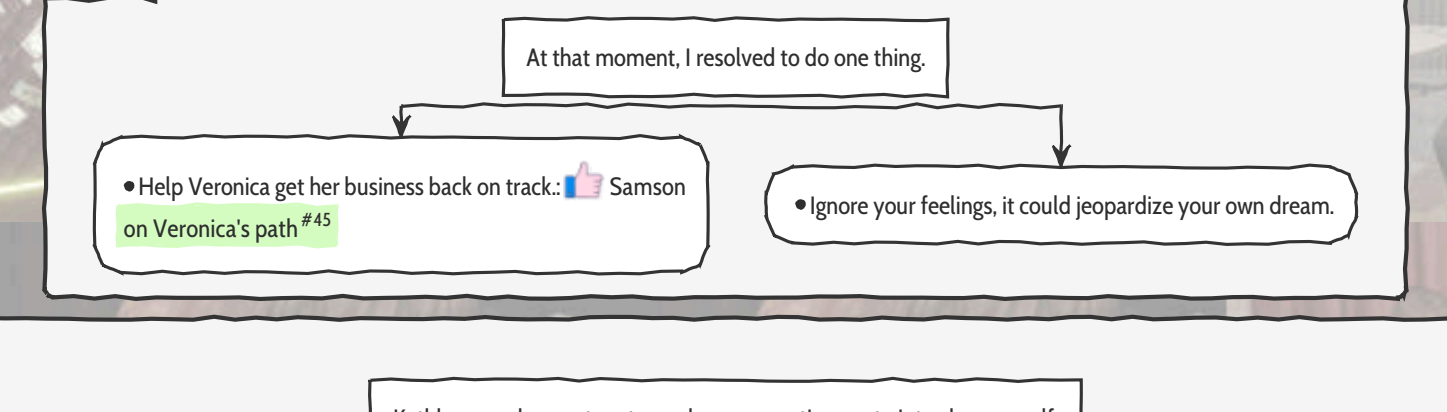 At that moment, I resolved to do one thing.
•Help Veronica get her business back on track.: Samson
on Veronica's path #45
•Ignore your feelings, it could jeopardize your own dream.